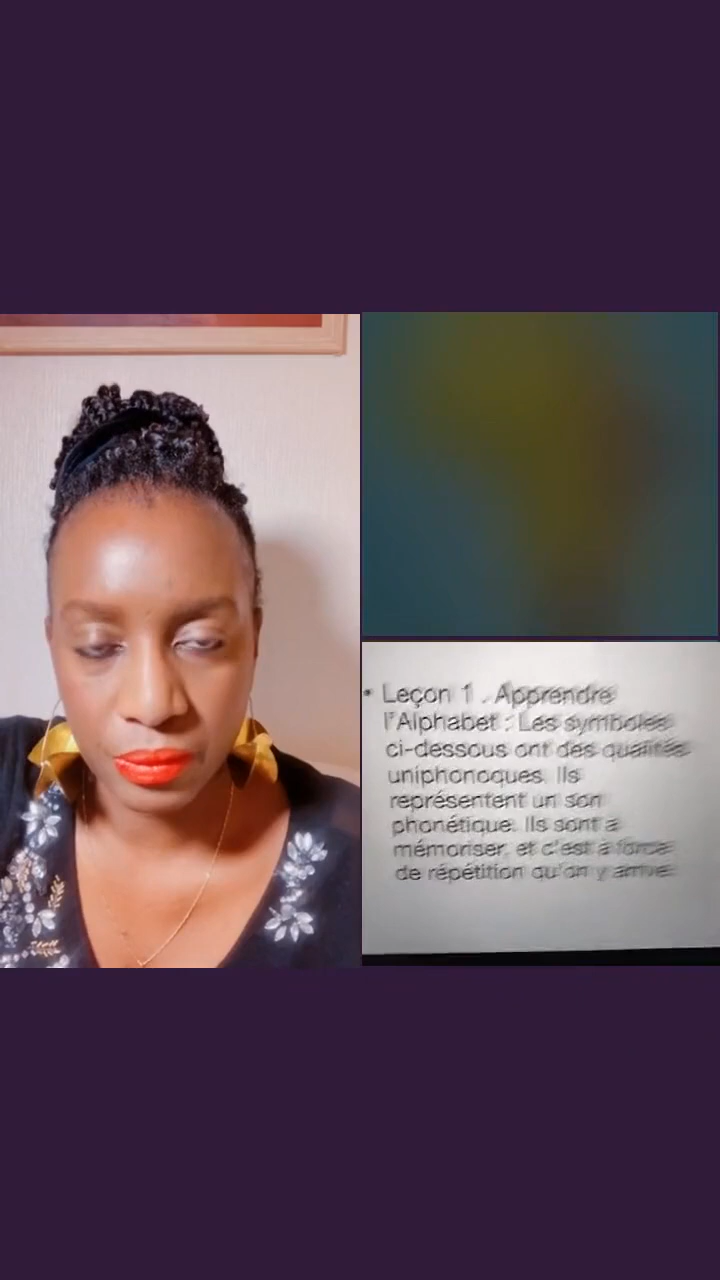 • Leçon 1 . Apprendre
l'Alphabet : Les symboles
ci-dessous ont des qualités
uniphonoques. Ils
représentent un son
phonétique. Ils sont a
mémoriser, et c'est a force
de répétition qu'on y arrive.